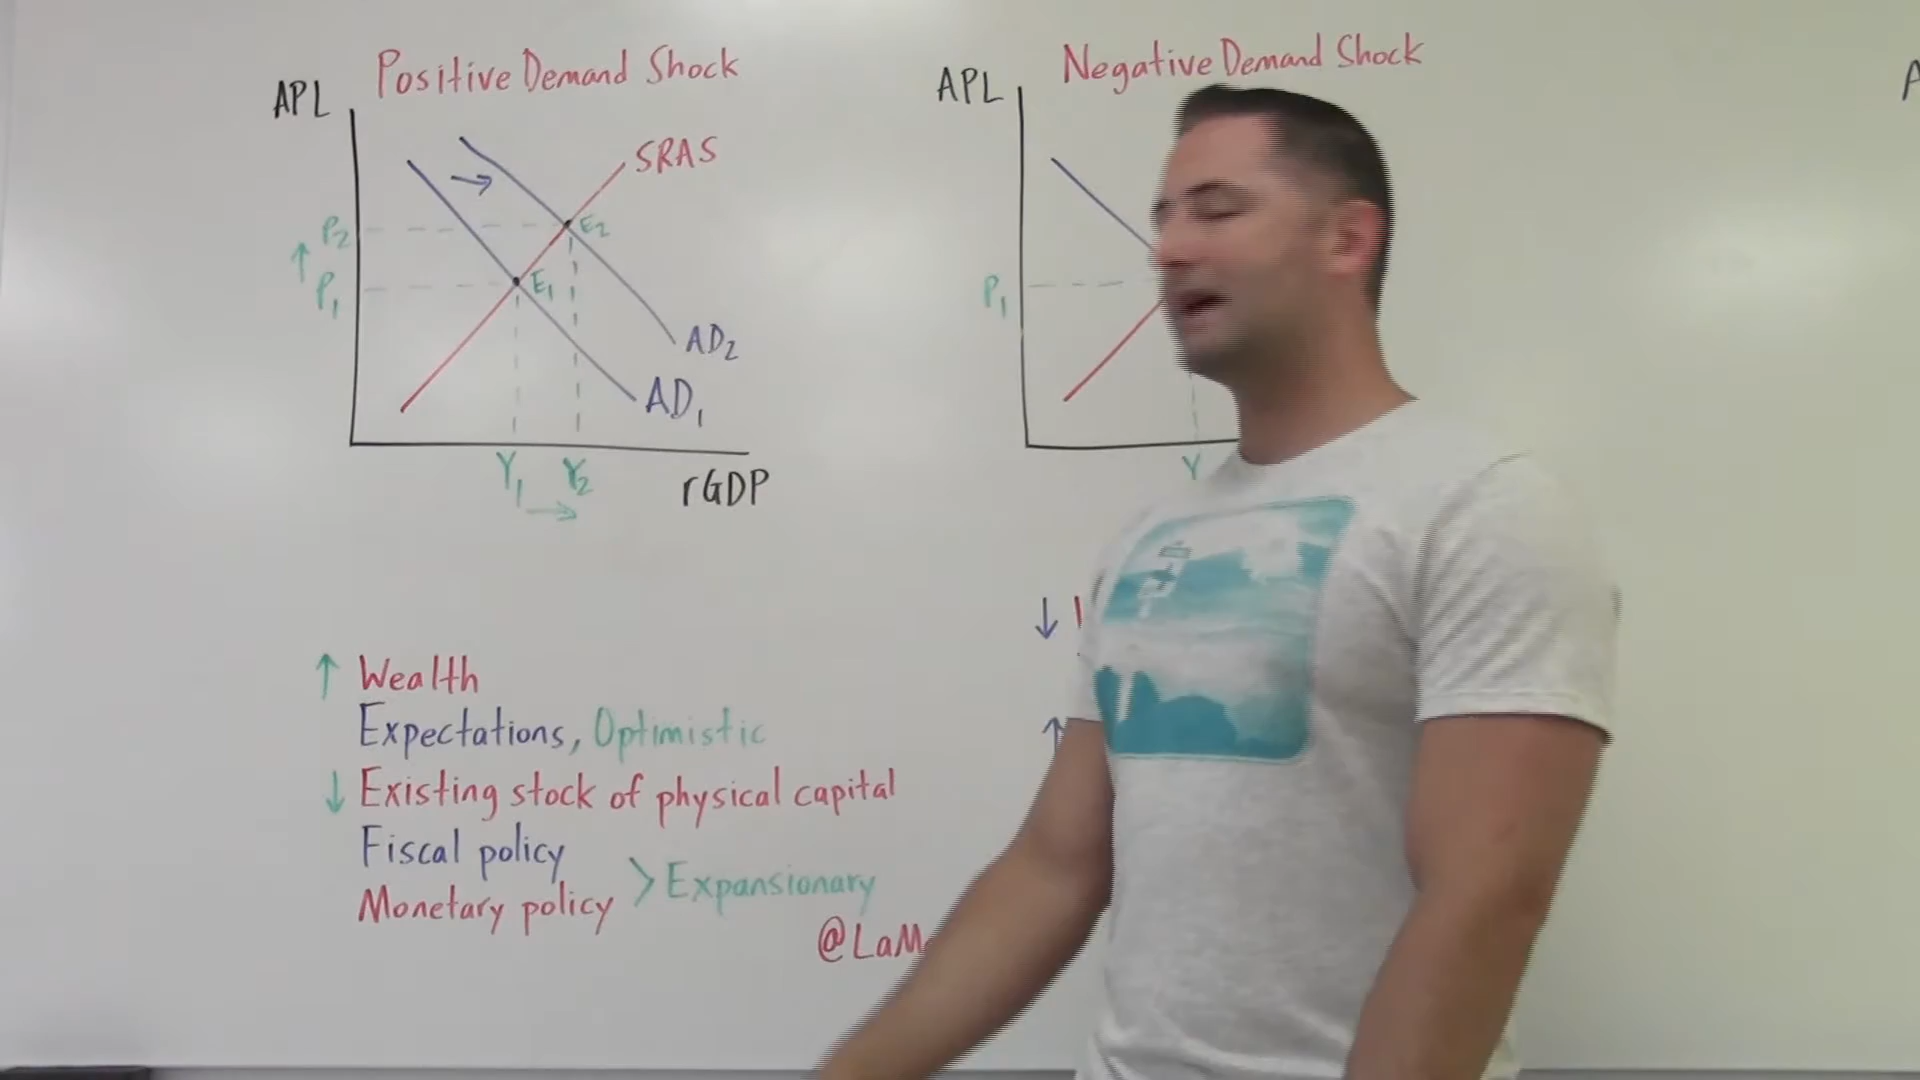 Positive Demand Shock
APL
SRAS
P2
E2
P1
E1
AD2
AD1
Y1
Y2
rGDP
Wealth
Expectations, Optimistic
Existing stock of physical capital
Fiscal policy
Monetary policy > Expansionary
@LaM
Negative Demand Shock
APL
P1
Y